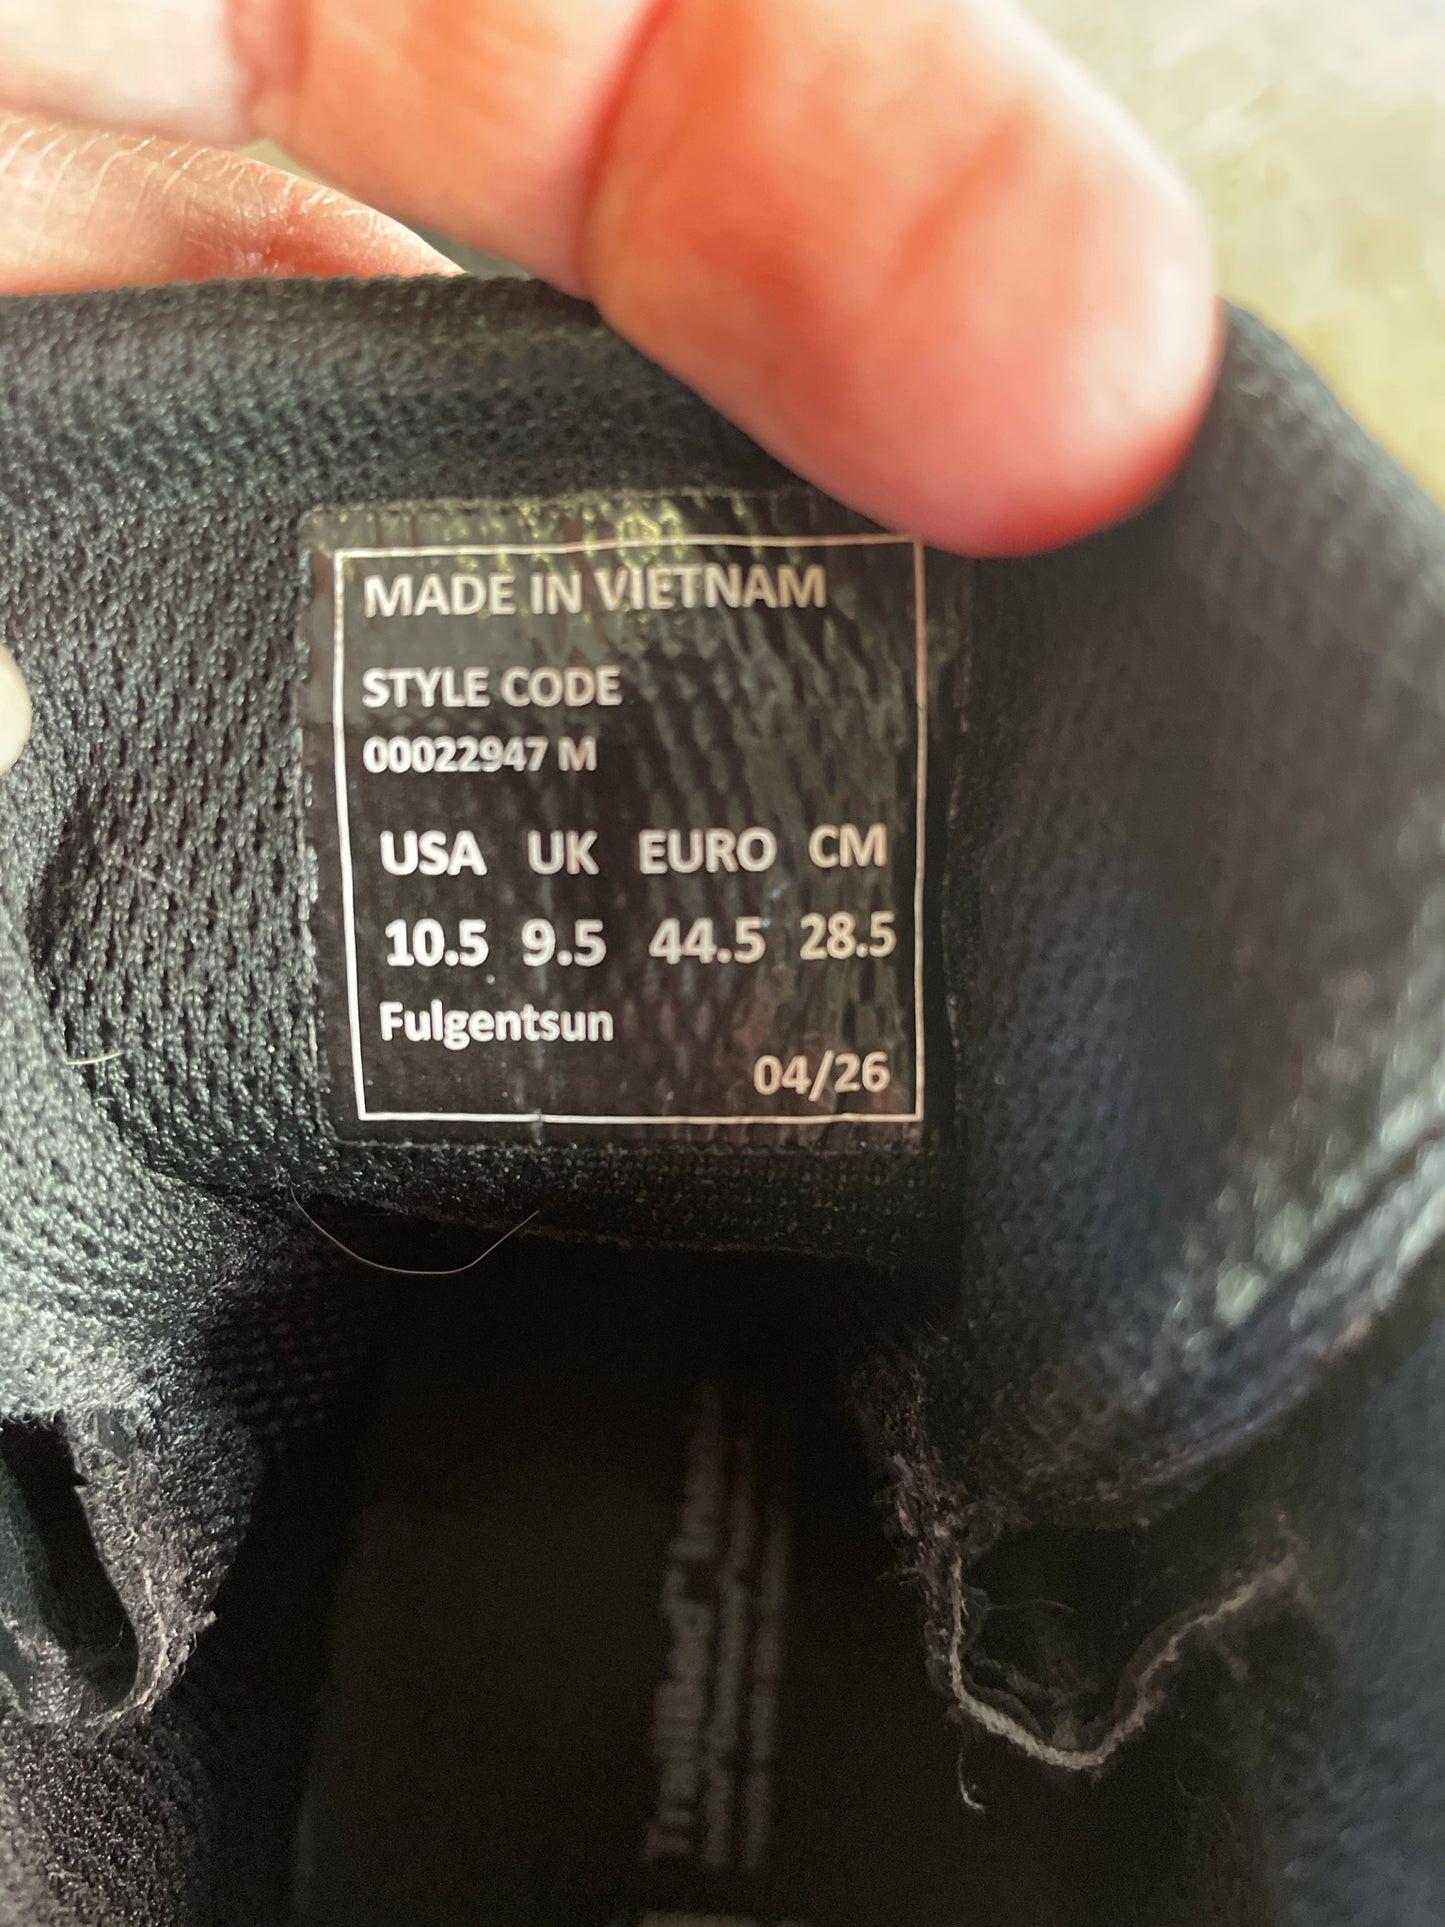 MADE IN VIETNAM
STYLE CODE
00022947 M
USA UK EURO CM
10.5 9.5 44.5 28.5
Fulgentsun
04/26